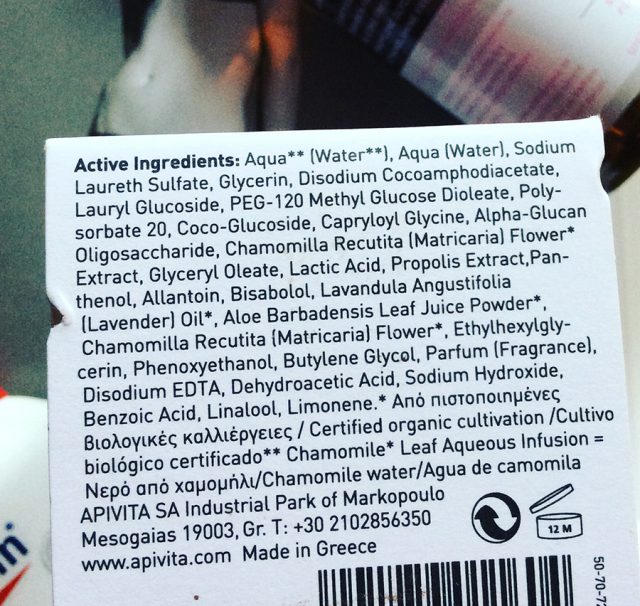 Active Ingredients: Aqua** (Water**), Aqua (Water), Sodium
Laureth Sulfate, Glycerin, Disodium Cocoamphodiacetate,
Lauryl Glucoside, PEG-120 Methyl Glucose Dioleate, Poly-
sorbate 20, Coco-Glucoside, Capryloyl Glycine, Alpha-Glucan
Oligosaccharide, Chamomilla Recutita (Matricaria) Flower*
Extract, Glyceryl Oleate, Lactic Acid, Propolis Extract,Pan-
thenol, Allantoin, Bisabolol, Lavandula Angustifolia
(Lavender) Oil*, Aloe Barbadensis Leaf Juice Powder*,
Chamomilla Recutita (Matricaria) Flower*, Ethylhexylgly-
cerin, Phenoxyethanol, Butylene Glycol, Parfum (Fragrance),
Disodium EDTA, Dehydroacetic Acid, Sodium Hydroxide,
Benzoic Acid, Linalool, Limonene.* Από πιστοποιημένες
βιολογικές καλλιέργειες / Certified organic cultivation /Cultivo
biológico certificado** Chamomile* Leaf Aqueous Infusion =
Νερό από χαμομήλι/Chamomile water/Agua de camomila
APIVITA SA Industrial Park of Markopoulo
Mesogaias 19003, Gr. T: +30 2102856350
www.apivita.com Made in Greece
12 M